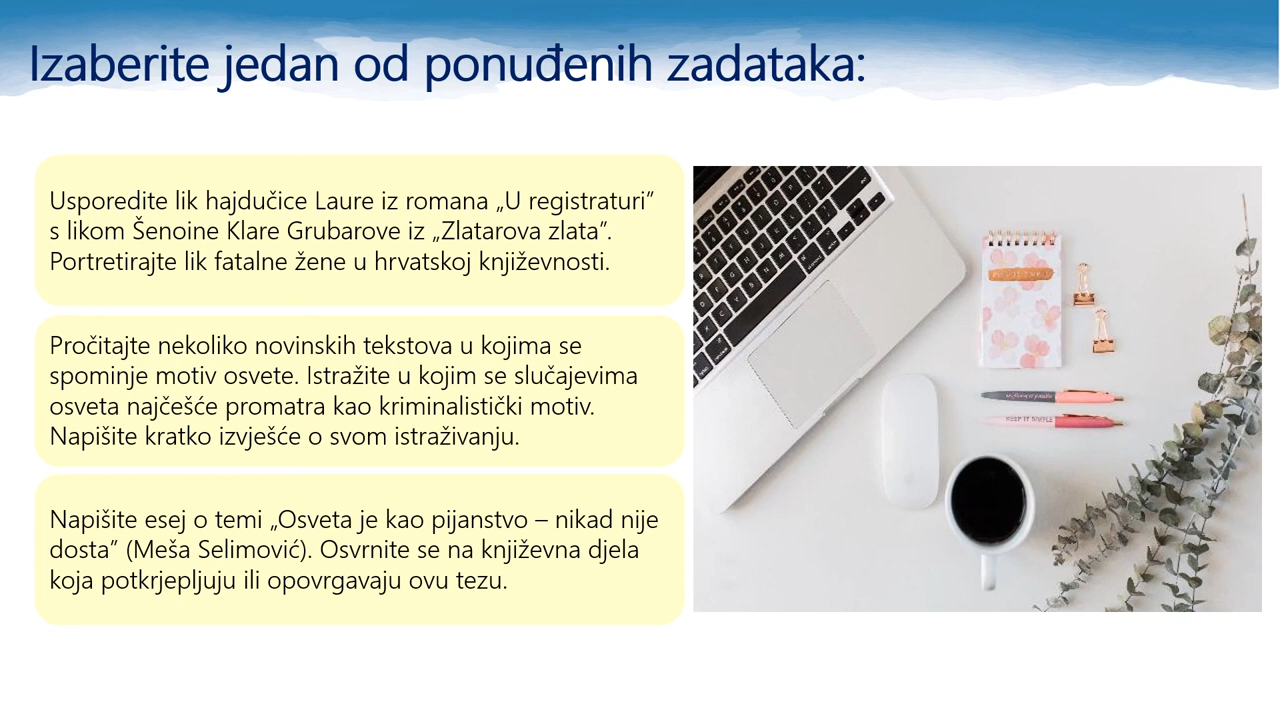 Izaberite jedan od ponuđenih zadataka:
Usporedite lik hajdučice Laure iz romana „U registraturi”
s likom Šenoine Klare Grubarove iz „Zlatarova zlata”.
Portretirajte lik fatalne žene u hrvatskoj književnosti.
Pročitajte nekoliko novinskih tekstova u kojima se
spominje motiv osvete. Istražite u kojim se slučajevima
osveta najčešće promatra kao kriminalistički motiv.
Napišite kratko izvješće o svom istraživanju.
Napišite esej o temi „Osveta je kao pijanstvo – nikad nije
dosta” (Meša Selimović). Osvrnite se na književna djela
koja potkrjepljuju ili opovrgavaju ovu tezu.
KEEP IT SIMPLE